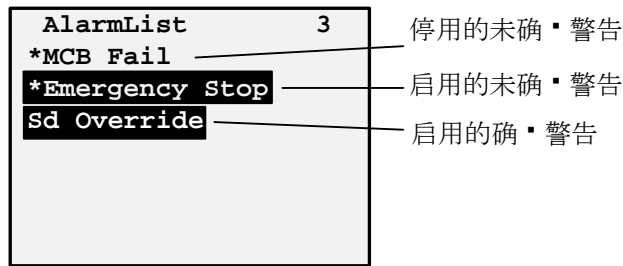 AlarmList 3
*MCB Fail
*Emergency Stop
Sd Override
停用的未确▪警告
启用的未确▪警告
启用的确▪警告